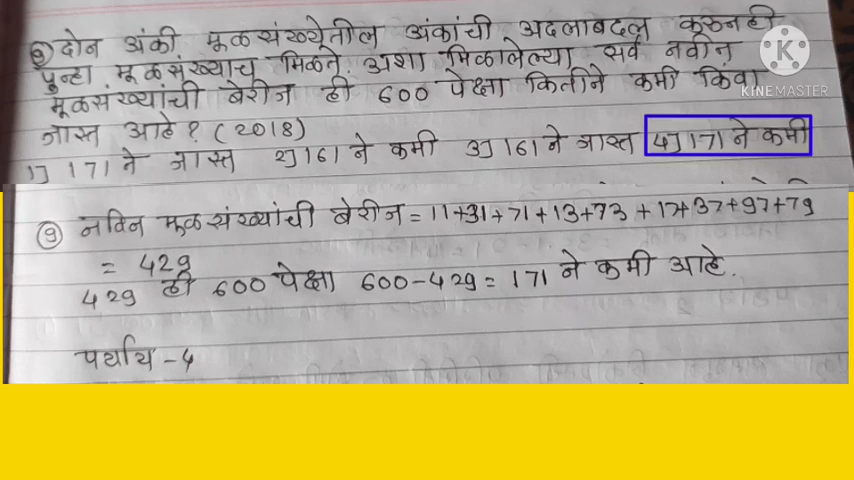 ७) दोन अंकी मूळसंख्येतील अंकांची अदलाबदल करूनही
पुन्हा मूळसंख्याच मिळते अशा मिळालेल्या सर्व नवीन
मूळसंख्यांची बेरीज ही 600 पेक्षा कितीने कमी किंवा
जास्त आहे? (2018)
1) 171 ने जास्त 2) 161 ने कमी 3) 161 ने जास्त 4) 171 ने कमी
KINEMASTER
9) नविन मूळसंख्यांची बेरीज = 11+31+71+13+73+17+37+97+79
= 429
429 ही 600 पेक्षा 600-429 = 171 ने कमी आहे.
पर्याय - 4